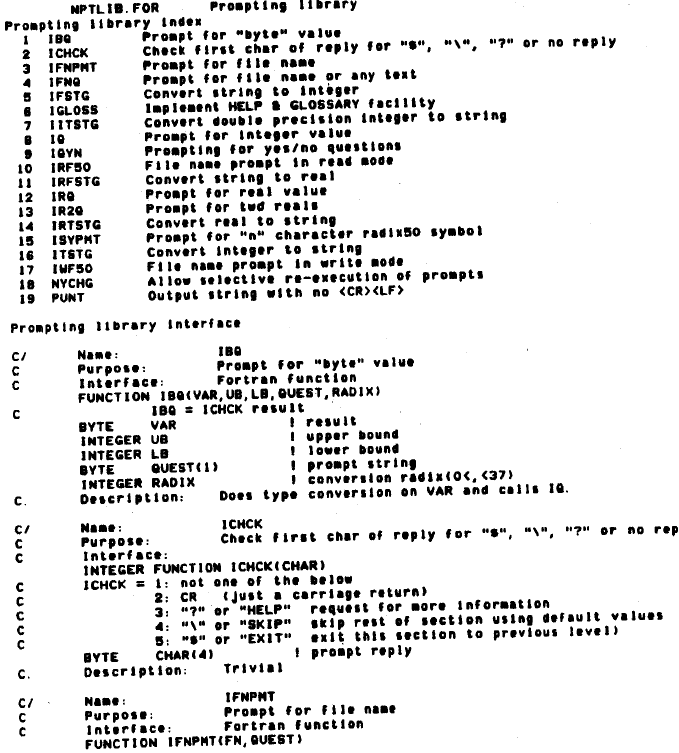 NPTLIB.FOR Prompting library
Prompting library index
1 IBQ Prompt for "byte" value
2 ICHCK Check first char of reply for "$", "\", "?" or no reply
3 IFNPMT Prompt for file name
4 IFNQ Prompt for file name or any text
5 IFSTG Convert string to integer
6 IGLOSS Implement HELP & GLOSSARY facility
7 IITSTG Convert double precision integer to string
8 IQ Prompt for integer value
9 IQYN Prompting for yes/no questions
10 IRF50 File name prompt in read mode
11 IRFSTG Convert string to real
12 IRQ Prompt for real value
13 IR2Q Prompt for two reals
14 IRTSTG Convert real to string
15 ISYPMT Prompt for "n" character radix50 symbol
16 ITSTG Convert integer to string
17 IWF50 File name prompt in write mode
18 NYCHG Allow selective re-execution of prompts
19 PUNT Output string with no <CR><LF>
Prompting library interface
C/ Name: IBQ
C Purpose: Prompt for "byte" value
C Interface: Fortran function
FUNCTION IBQ(VAR,UB,LB,QUEST,RADIX)
C IBQ = ICHCK result
BYTE VAR ! result
INTEGER UB ! upper bound
INTEGER LB ! lower bound
BYTE QUEST(1) ! prompt string
INTEGER RADIX ! conversion radix(0<,<37)
C. Description: Does type conversion on VAR and calls IQ.
C/ Name: ICHCK
C Purpose: Check first char of reply for "$", "\", "?" or no rep
C Interface:
INTEGER FUNCTION ICHCK(CHAR)
C ICHCK = 1: not one of the below
C 2: CR (just a carriage return)
C 3: "?" or "HELP" request for more information
C 4: "\" or "SKIP" skip rest of section using default values
C 5: "$" or "EXIT" exit this section to previous level)
BYTE CHAR(4) ! prompt reply
C. Description: Trivial
C/ Name: IFNPMT
C Purpose: Prompt for file name
C Interface: Fortran function
FUNCTION IFNPMT(FN,QUEST)